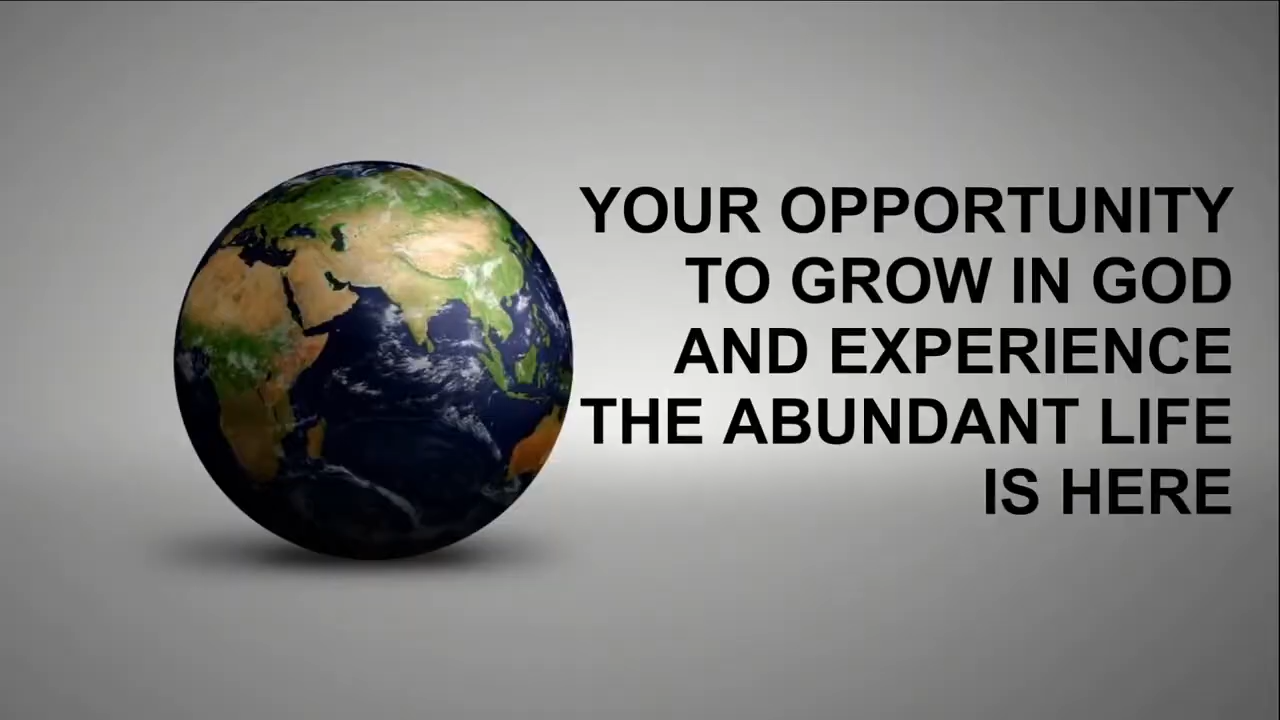 YOUR OPPORTUNITY
TO GROW IN GOD
AND EXPERIENCE
THE ABUNDANT LIFE
IS HERE